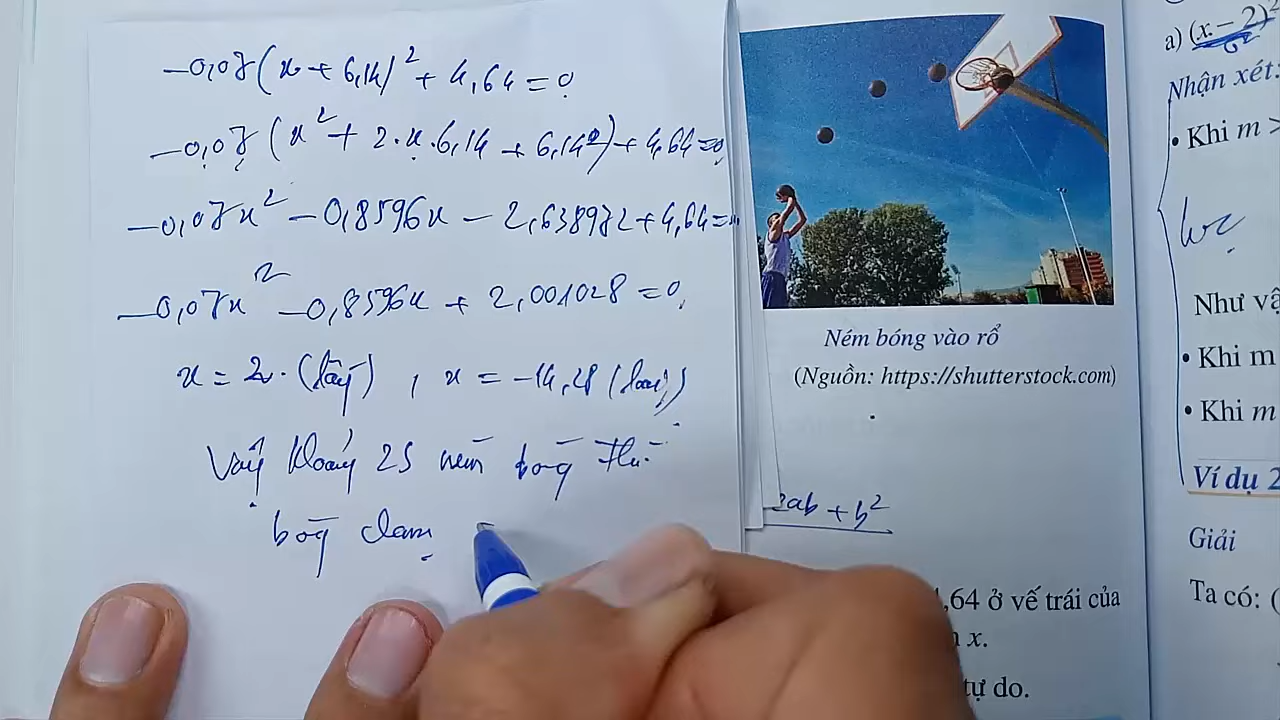 -0,07(x + 6,14)² + 4,64 = 0
-0,07(x² + 2·x·6,14 + 6,14²) + 4,64 = 0
-0,07x² - 0,8596x - 2,638972 + 4,64 =
-0,07x² - 0,8596x + 2,001028 = 0
x = 2 (lấy) , x = -14,28 (loại)
Vậy khoảng 2s ném bóng thì
bóng chạm
Ném bóng vào rổ
(Nguồn: https://shutterstock.com)
2ab + b²
,64 ở vế trái của
x.
tự do.
a) (x - 2)²
Nhận xét:
• Khi m >
Như vậ
• Khi m
• Khi m
Ví dụ 2
Giải
Ta có: (